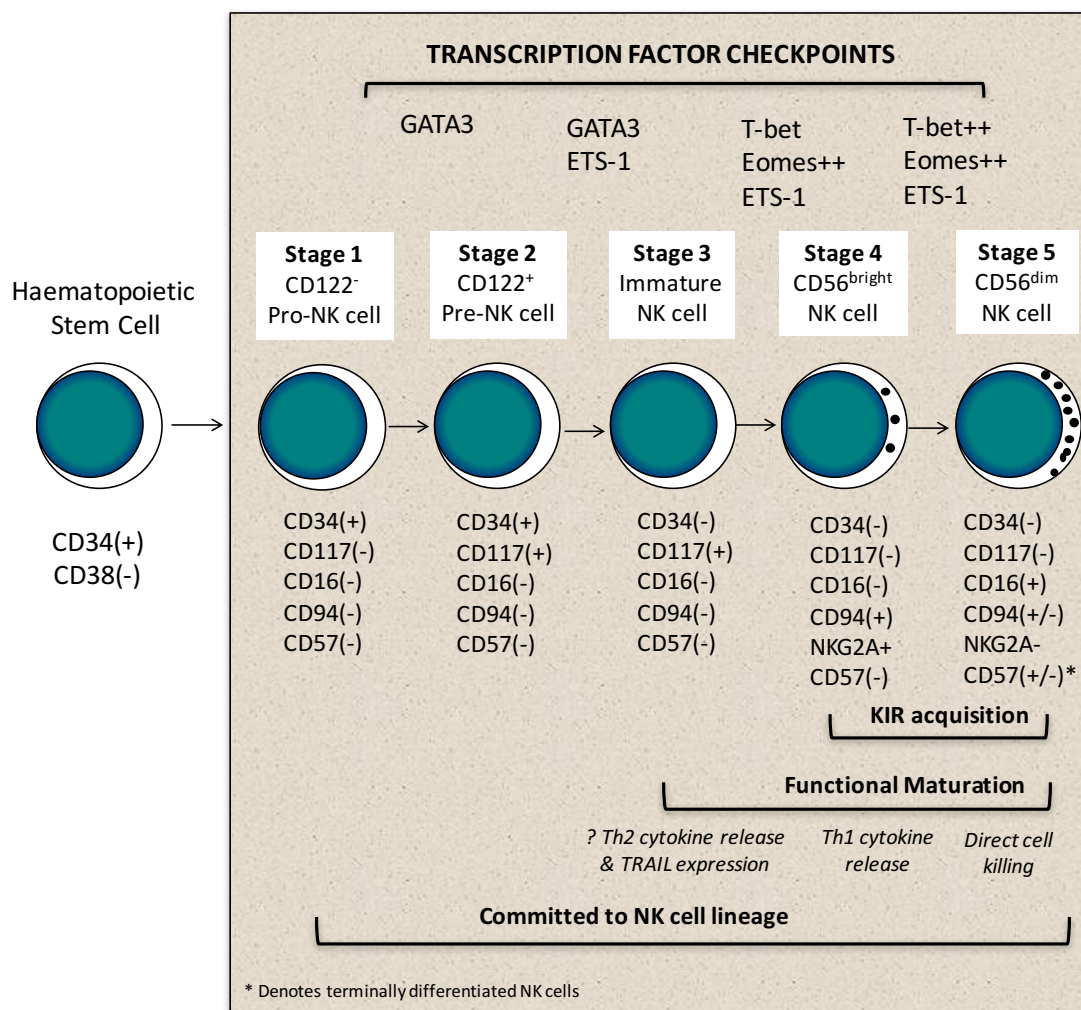 TRANSCRIPTION FACTOR CHECKPOINTS
GATA3
GATA3
ETS-1
T-bet
Eomes++
ETS-1
T-bet++
Eomes++
ETS-1
Haematopoietic
Stem Cell
CD34(+)
CD38(-)
Stage 1
CD122⁻
Pro-NK cell
Stage 2
CD122⁺
Pre-NK cell
Stage 3
Immature
NK cell
Stage 4
CD56ᵇʳⁱᵍʰᵗ
NK cell
Stage 5
CD56ᵈⁱᵐ
NK cell
CD34(+)
CD117(-)
CD16(-)
CD94(-)
CD57(-)
CD34(+)
CD117(+)
CD16(-)
CD94(-)
CD57(-)
CD34(-)
CD117(+)
CD16(-)
CD94(-)
CD57(-)
CD34(-)
CD117(-)
CD16(-)
CD94(+)
NKG2A+
CD57(-)
CD34(-)
CD117(-)
CD16(+)
CD94(+/-)
NKG2A-
CD57(+/-)*
KIR acquisition
Functional Maturation
? Th2 cytokine release
& TRAIL expression
Th1 cytokine
release
Direct cell
killing
Committed to NK cell lineage
* Denotes terminally differentiated NK cells